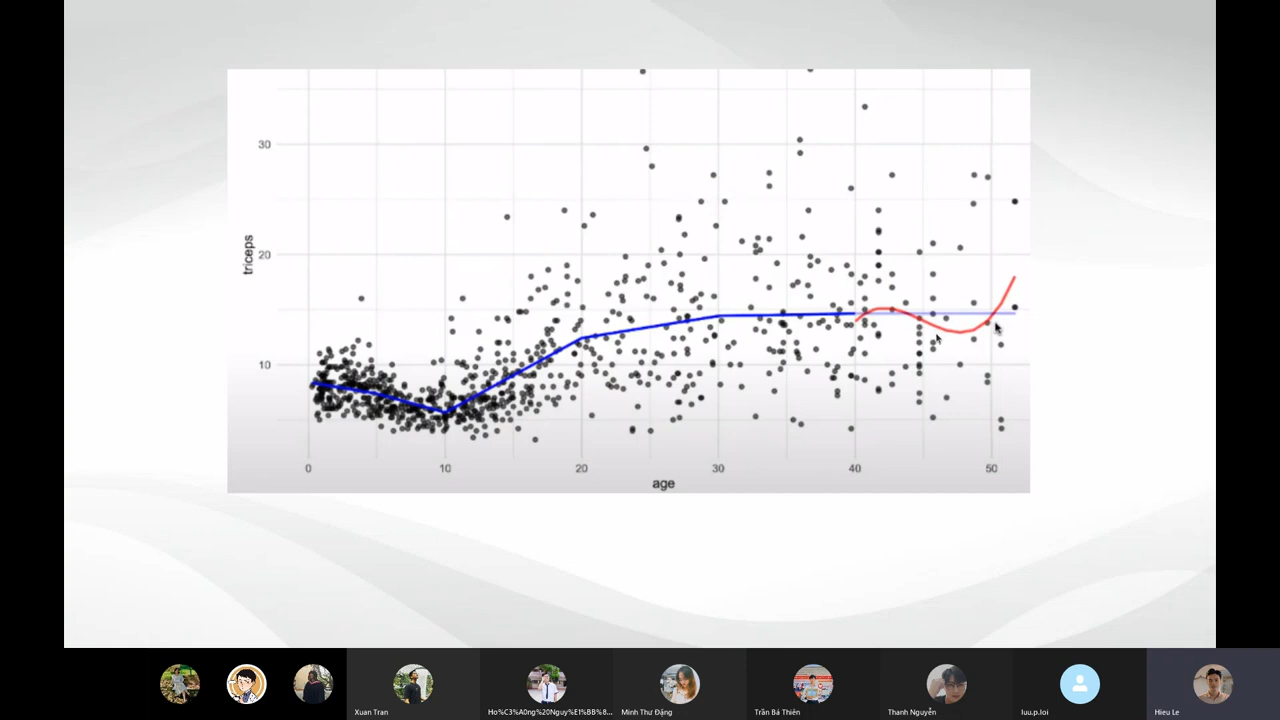 30
20
10
triceps
0 10 20 30 40 50
age
Xuan Tran
Ho%C3%A0ng%20Nguy%E1%BB%8...
Minh Thư Đặng
Trần Bá Thiên
Thanh Nguyễn
luu.p.loi
Hieu Le